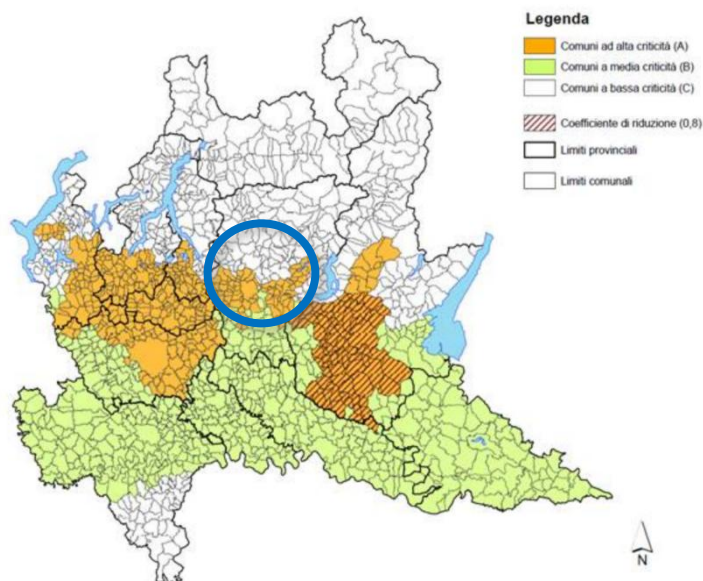 Legenda
Comuni ad alta criticità (A)
Comuni a media criticità (B)
Comuni a bassa criticità (C)
Coefficiente di riduzione (0,8)
Limiti provinciali
Limiti comunali
N